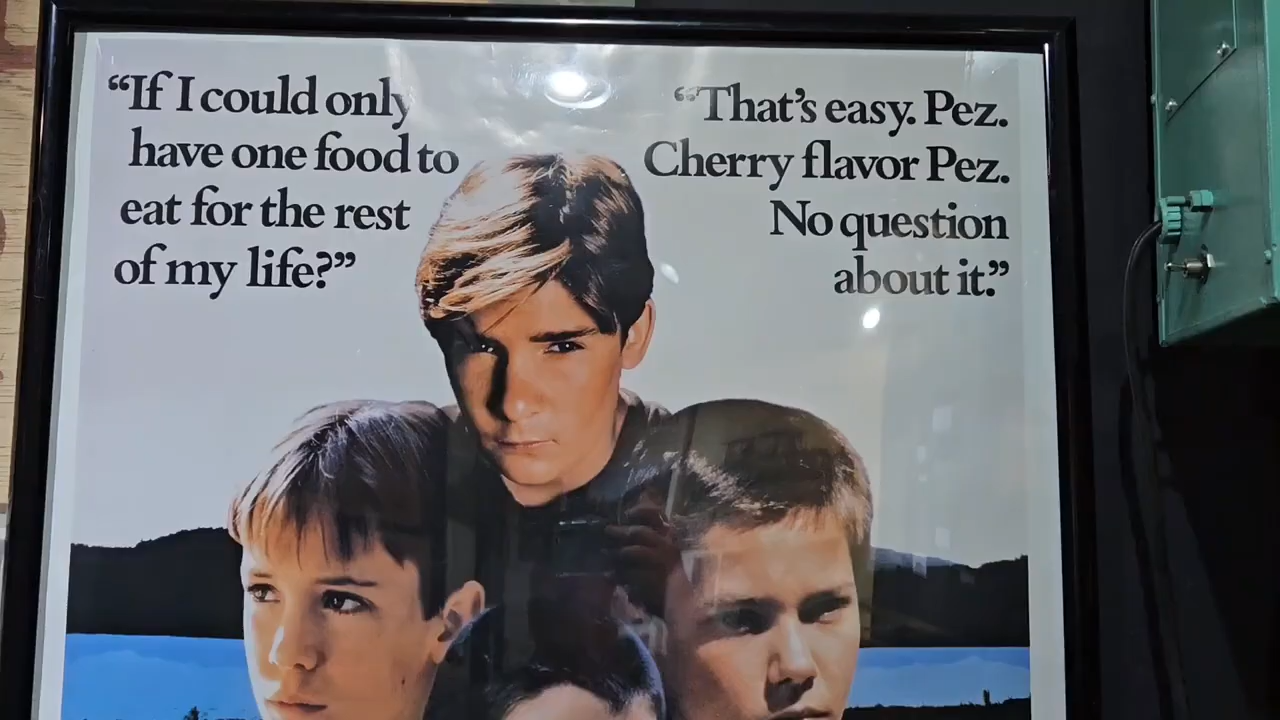 “If I could only
have one food to
eat for the rest
of my life?”
“That’s easy. Pez.
Cherry flavor Pez.
No question
about it.”